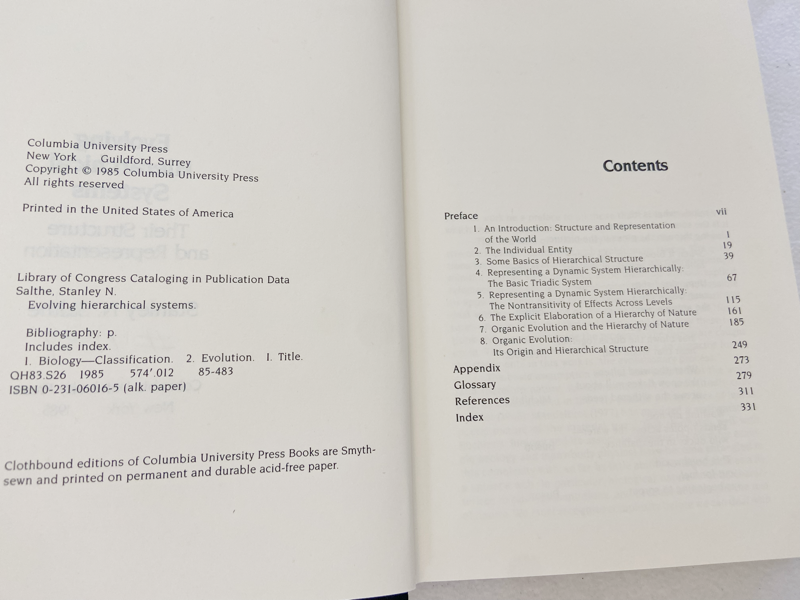 Columbia University Press
New York Guildford, Surrey
Copyright © 1985 Columbia University Press
All rights reserved
Printed in the United States of America
Library of Congress Cataloging in Publication Data
Salthe, Stanley N.
Evolving hierarchical systems.
Bibliography: p.
Includes index.
1. Biology—Classification. 2. Evolution. I. Title.
QH83.S26 1985 574'.012 85-483
ISBN 0-231-06016-5 (alk. paper)
Clothbound editions of Columbia University Press Books are Smyth-
sewn and printed on permanent and durable acid-free paper.
Contents
Preface vii
1. An Introduction: Structure and Representation
of the World 1
2. The Individual Entity 19
3. Some Basics of Hierarchical Structure 39
4. Representing a Dynamic System Hierarchically:
The Basic Triadic System 67
5. Representing a Dynamic System Hierarchically:
The Nontransitivity of Effects Across Levels 115
6. The Explicit Elaboration of a Hierarchy of Nature 161
7. Organic Evolution and the Hierarchy of Nature 185
8. Organic Evolution:
Its Origin and Hierarchical Structure 249
Appendix 273
Glossary 279
References 311
Index 331